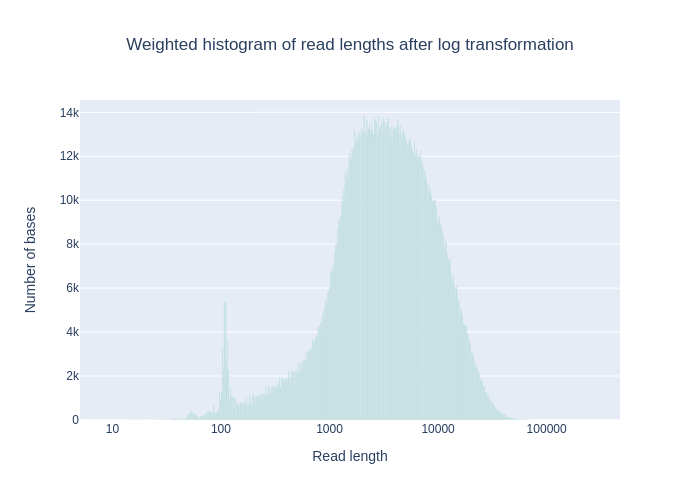 Weighted histogram of read lengths after log transformation
Number of bases
14k
12k
10k
8k
6k
4k
2k
0
10 100 1000 10000 100000
Read length